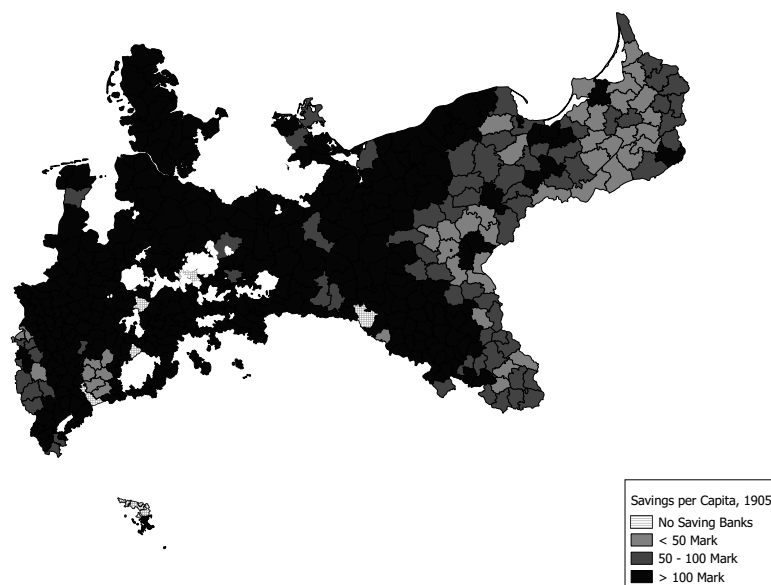 Savings per Capita, 1905
No Saving Banks
< 50 Mark
50 - 100 Mark
> 100 Mark